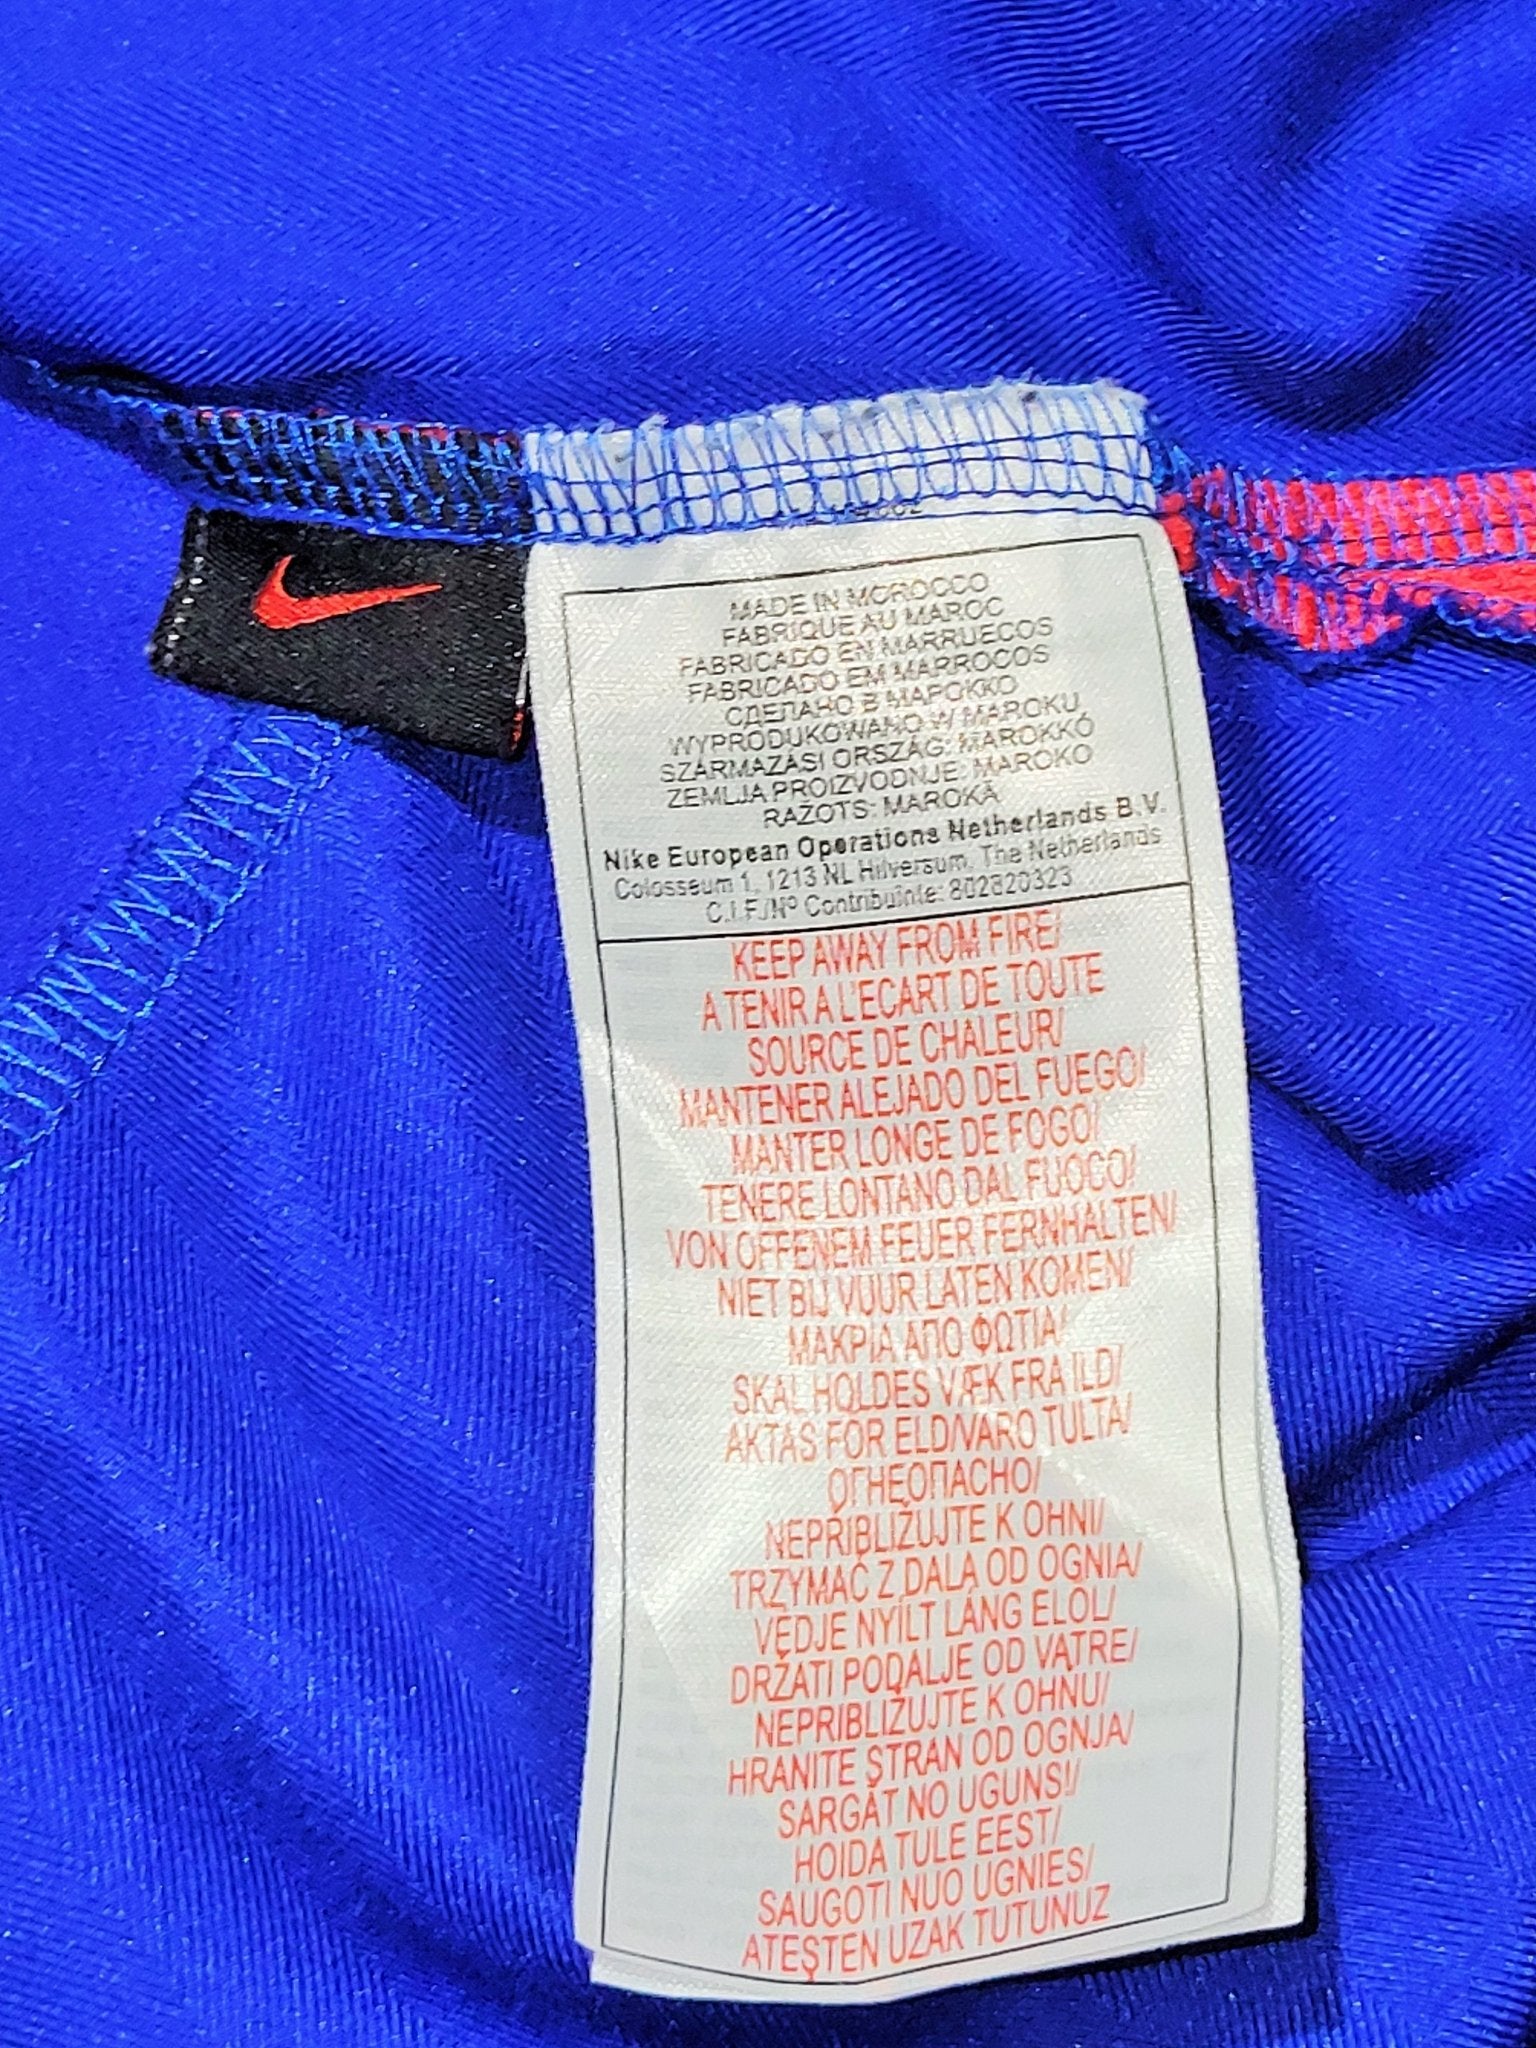 MADE IN MOROCCO
FABRIQUE AU MAROC
FABRICADO EN MARRUECOS
FABRICADO EM MARROCOS
СДЕЛАНО В МАРОККО
WYPRODUKOWANO W MAROKU
SZÁRMAZÁSI ORSZÁG: MAROKKÓ
ZEMLJA PROIZVODNJE: MAROKO
RAŽOTS: MAROKA
Nike European Operations Netherlands B.V.
Colosseum 1, 1213 NL Hilversum, The Netherlands
C.I.F./Nº Contribuinte: 802820323
KEEP AWAY FROM FIRE/
A TENIR A L'ECART DE TOUTE
SOURCE DE CHALEUR/
MANTENER ALEJADO DEL FUEGO/
MANTER LONGE DE FOGO/
TENERE LONTANO DAL FUOCO/
VON OFFENEM FEUER FERNHALTEN/
NIET BIJ VUUR LATEN KOMEN/
ΜΑΚΡΙΑ ΑΠΟ ΦΩΤΙΑ/
SKAL HOLDES VÆK FRA ILD/
AKTAS FÖR ELD/VARO TULTA/
ОГНЕОПАСНО/
NEPŘIBLIŽUJTE K OHNI/
TRZYMAĆ Z DALA OD OGNIA/
VÉDJE NYÍLT LÁNG ELÖL/
DRŽATI PODALJE OD VATRE/
NEPRIBLIŽUJTE K OHŇU/
HRANITE STRAN OD OGNJA/
SARGĀT NO UGUNS!/
HOIDA TULE EEST/
SAUGOTI NUO UGNIES/
ATEŞTEN UZAK TUTUNUZ